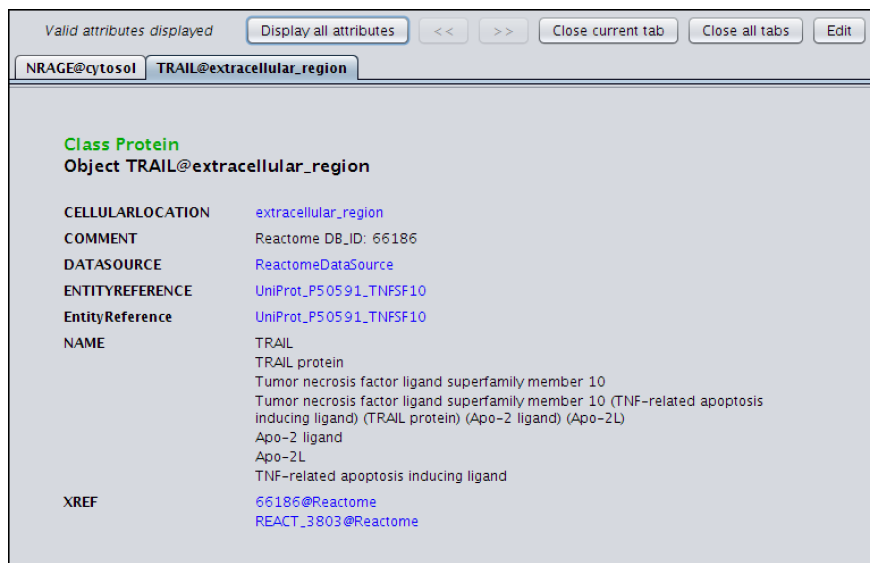 Valid attributes displayed Display all attributes << >> Close current tab Close all tabs Edit
NRAGE@cytosol TRAIL@extracellular_region
Class Protein
Object TRAIL@extracellular_region
CELLULARLOCATION extracellular_region
COMMENT Reactome DB_ID: 66186
DATASOURCE ReactomeDataSource
ENTITYREFERENCE UniProt_P50591_TNFSF10
EntityReference UniProt_P50591_TNFSF10
NAME TRAIL
TRAIL protein
Tumor necrosis factor ligand superfamily member 10
Tumor necrosis factor ligand superfamily member 10 (TNF-related apoptosis
inducing ligand) (TRAIL protein) (Apo-2 ligand) (Apo-2L)
Apo-2 ligand
Apo-2L
TNF-related apoptosis inducing ligand
XREF 66186@Reactome
REACT_3803@Reactome